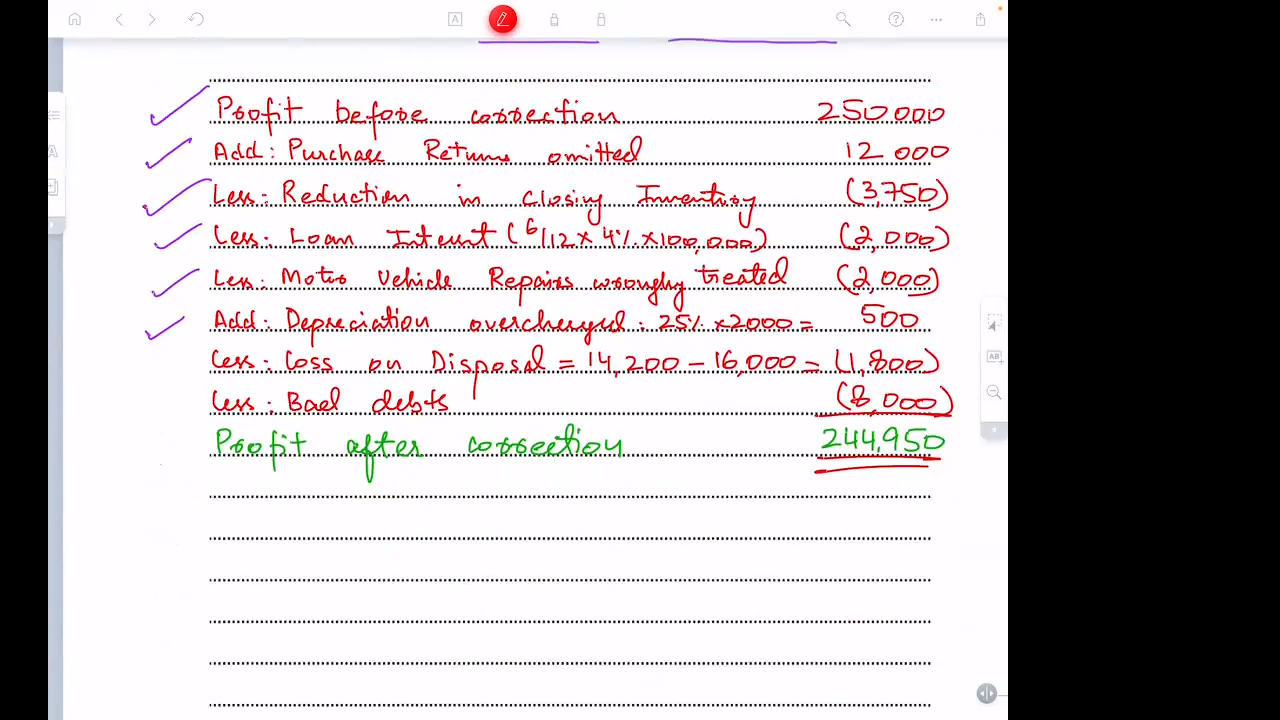 Profit before correction 250000
Add: Purchase Returns omitted 12 000
Less: Reduction in closing Inventory (3,750)
Less: Loan Interest (6/12 x 4% x 100,000) (2,000)
Less: Motor Vehicle Repairs wrongly treated (2,000)
Add: Depreciation overcharged: 25% x 2000 = 500
Less: Loss on Disposal = 14,200 - 16,000 = (1,800)
Less: Bad debts (8,000)
Profit after correction 244,950